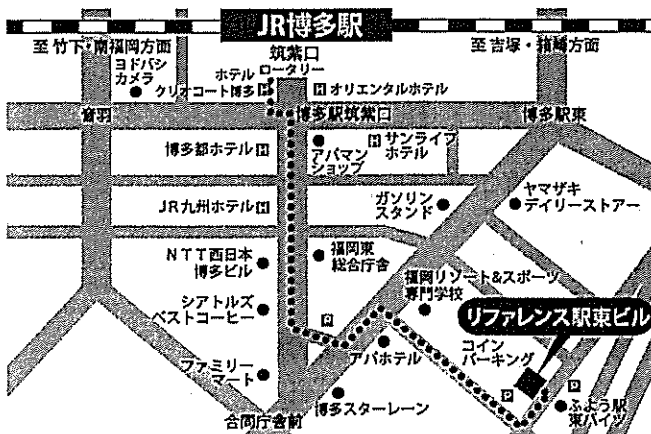 JR博多駅
至 竹下・南福岡方面
筑紫口
至 吉塚・箱崎方面
ヨドバシ
カメラ
ホテル
クリオコート博多 H
ロータリー
H オリエンタルホテル
音羽
博多駅筑紫口
博多駅東
博多都ホテル H
アパマン
ショップ
H サンライフ
ホテル
JR九州ホテル H
ガソリン
スタンド
ヤマザキ
デイリーストアー
NTT西日本
博多ビル
福岡東
総合庁舎
福岡リゾート&スポーツ
専門学校
シアトルズ
ベストコーヒー
P
リファレンス駅東ビル
アパホテル
コイン
パーキング
P
P
ファミリー
マート
博多スターレーン
ふよう駅
東ハイツ
合同庁舎前